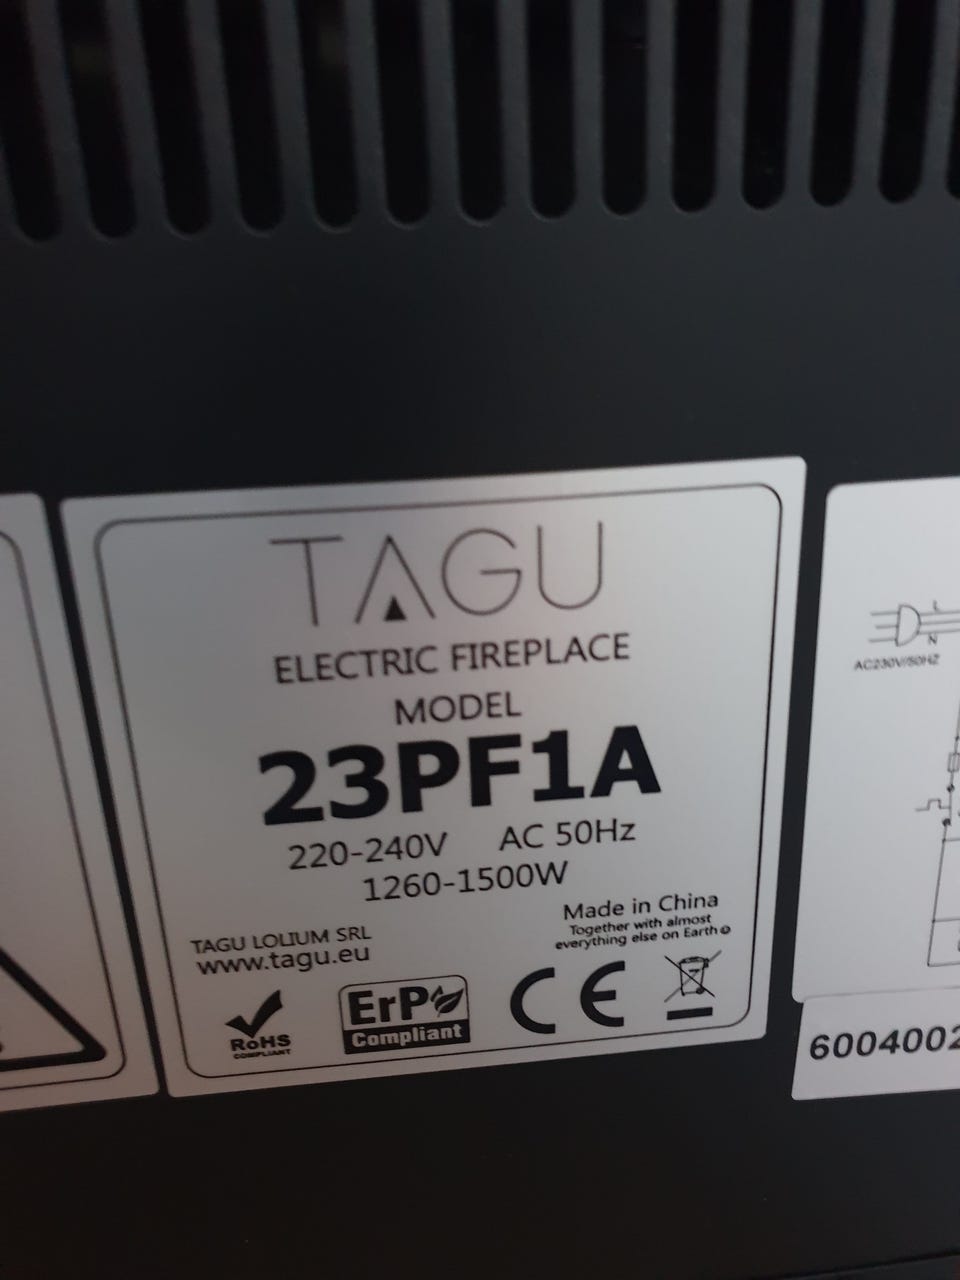 TAGU
ELECTRIC FIREPLACE
MODEL
23PF1A
220-240V AC 50Hz
1260-1500W
Made in China
Together with almost
everything else on Earth
TAGU LOLIUM SRL
www.tagu.eu
RoHS
COMPLIANT
ErP
Compliant
CE
L
N
AC230V/50HZ
6004002